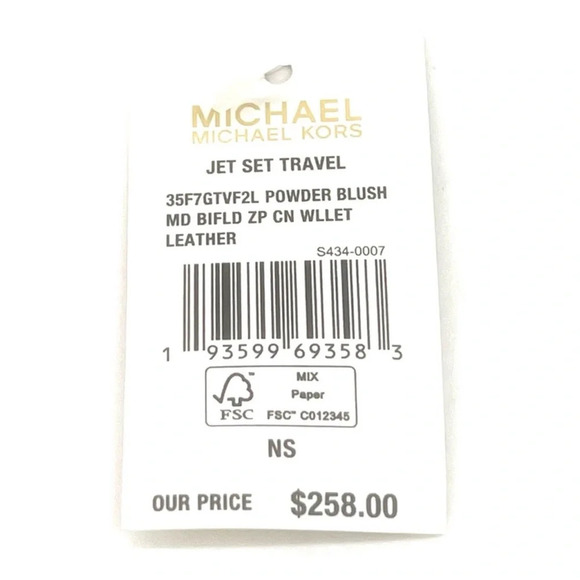 MICHAEL
MICHAEL KORS
JET SET TRAVEL
35F7GTVF2L POWDER BLUSH
MD BIFLD ZP CN WLLET
LEATHER
S434-0007
1 93599 69358 3
FSC
MIX
Paper
FSC™ C012345
NS
OUR PRICE $258.00